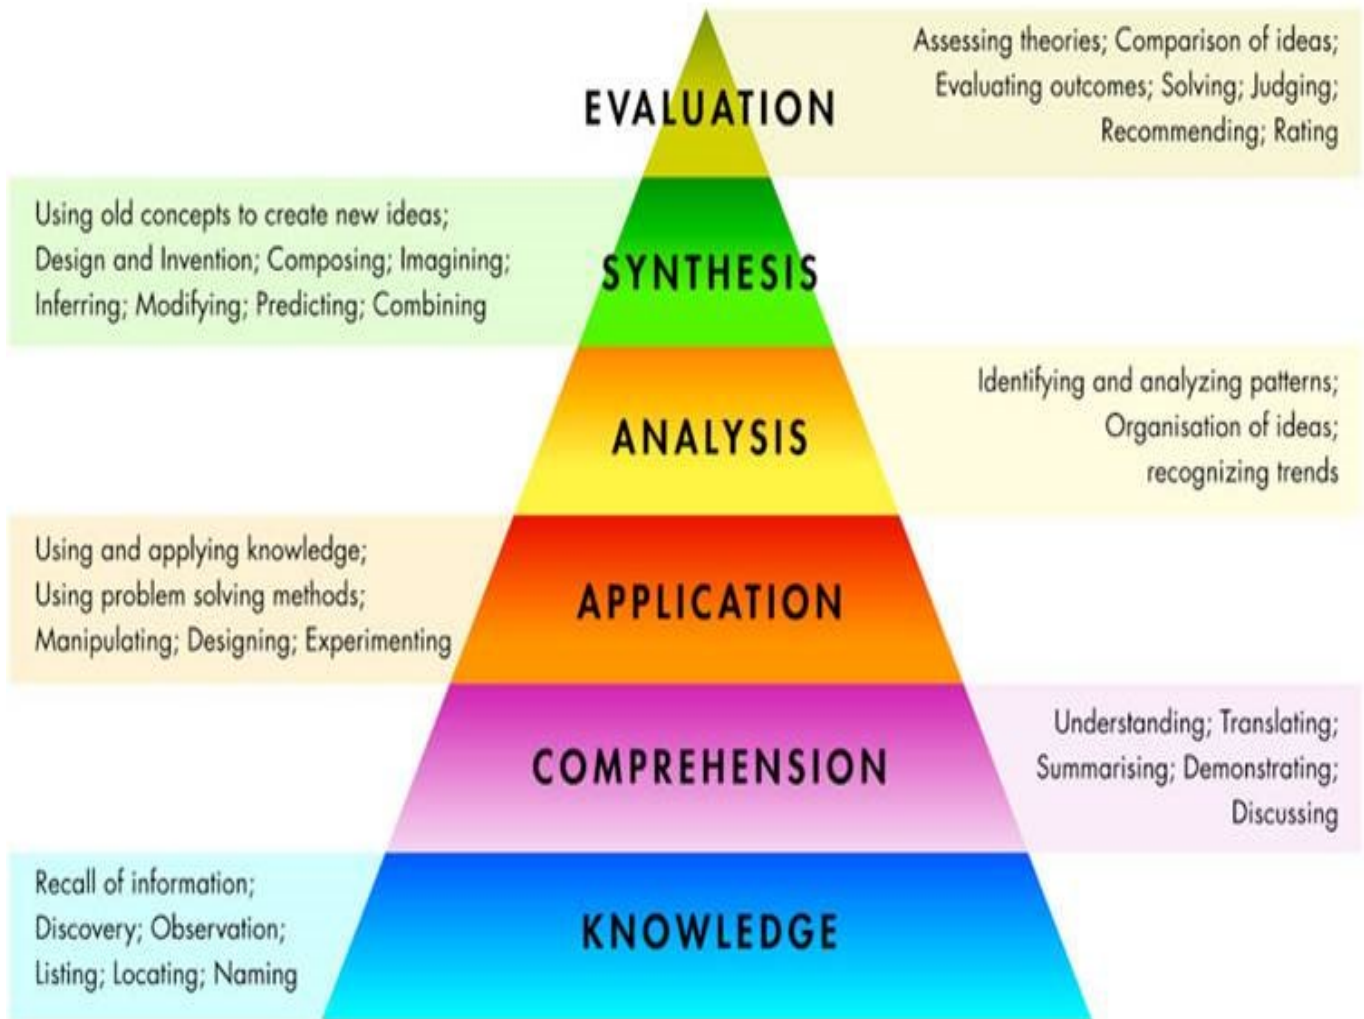 EVALUATION
Assessing theories; Comparison of ideas;
Evaluating outcomes; Solving; Judging;
Recommending; Rating
Using old concepts to create new ideas;
Design and Invention; Composing; Imagining;
Inferring; Modifying; Predicting; Combining
SYNTHESIS
ANALYSIS
Identifying and analyzing patterns;
Organisation of ideas;
recognizing trends
Using and applying knowledge;
Using problem solving methods;
Manipulating; Designing; Experimenting
APPLICATION
COMPREHENSION
Understanding; Translating;
Summarising; Demonstrating;
Discussing
Recall of information;
Discovery; Observation;
Listing; Locating; Naming
KNOWLEDGE